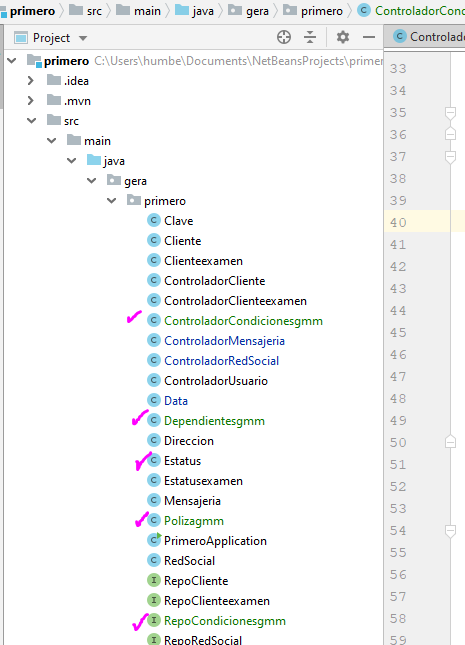 primero src main java gera primero ControladorCond
Project Controlado
primero C:\Users\humbe\Documents\NetBeansProjects\primer
.idea
.mvn
src
main
java
gera
primero
Clave
Cliente
Clienteexamen
ControladorCliente
ControladorClienteexamen
ControladorCondicionesgmm
ControladorMensajeria
ControladorRedSocial
ControladorUsuario
Data
Dependientesgmm
Direccion
Estatus
Estatusexamen
Mensajeria
Polizagmm
PrimeroApplication
RedSocial
RepoCliente
RepoClienteexamen
RepoCondicionesgmm
RepoRedSocial
33
34
35
36
37
38
39
40
41
42
43
44
45
46
47
48
49
50
51
52
53
54
55
56
57
58
59